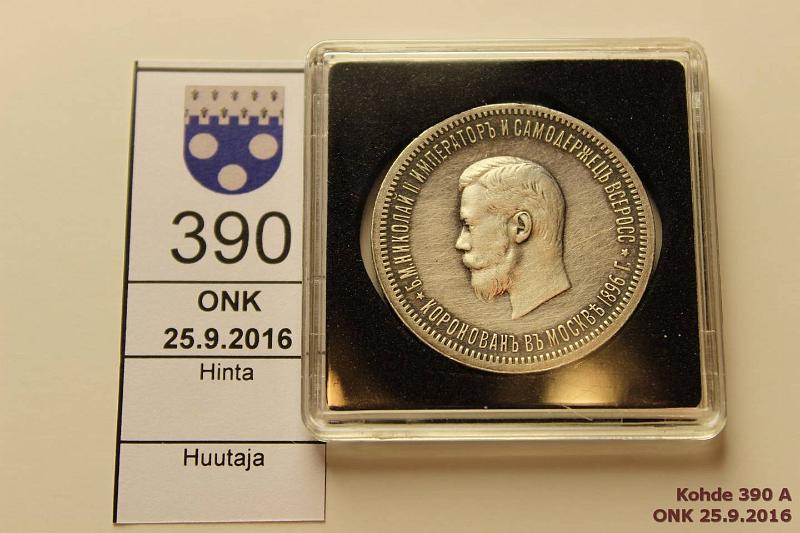 390
ONK
25.9.2016
Hinta
Huutaja
Б.М.НИКОЛАЙ II ИМПЕРАТОРЪ И САМОДЕРЖЕЦЪ ВСЕРОСС
★ КОРОНОВАНЪ ВЪ МОСКВѢ 1896 Г. ★
Kohde 390 A
ONK 25.9.2016